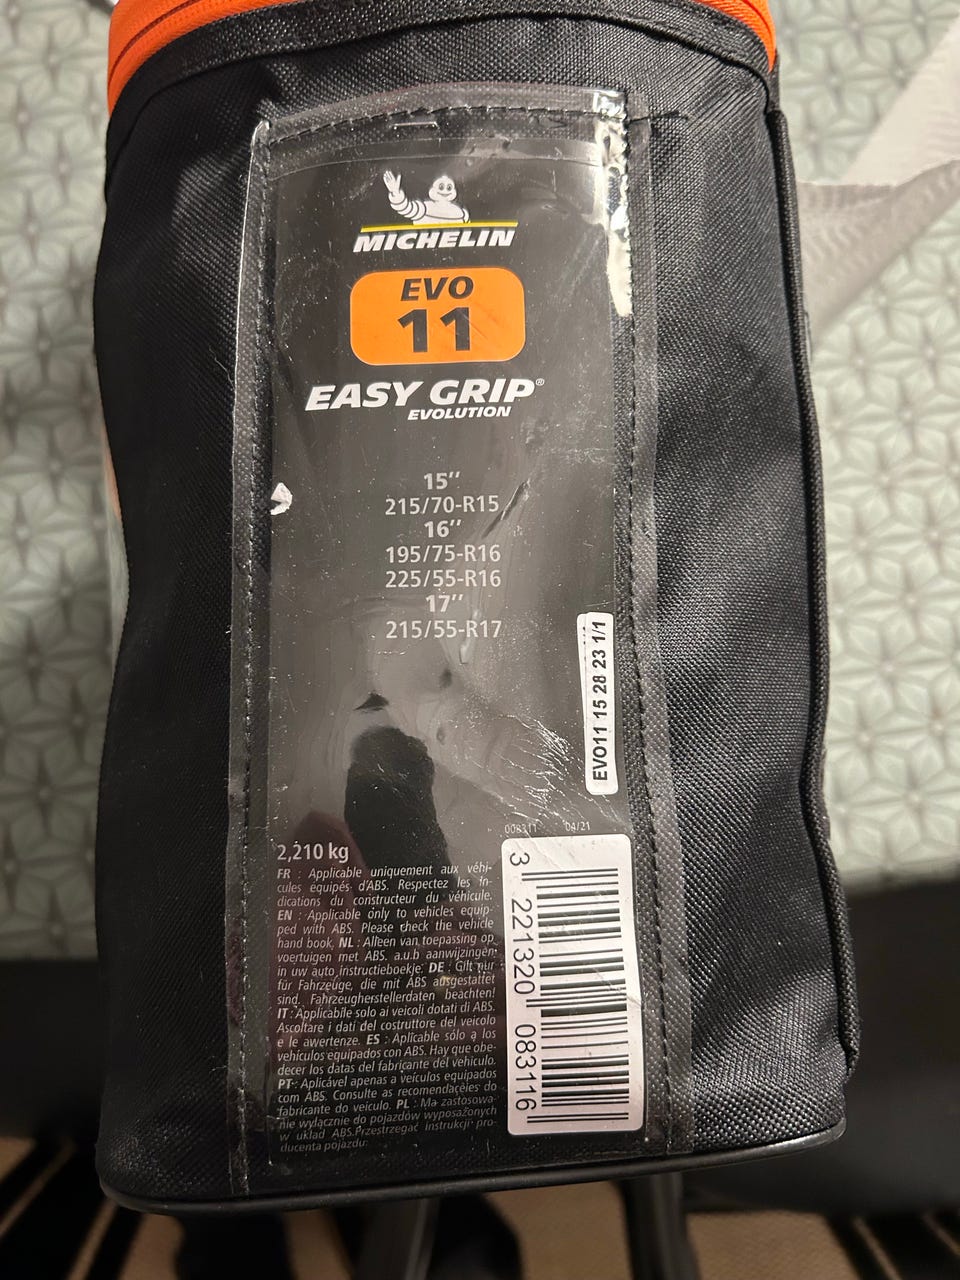 MICHELIN
EVO
11
EASY GRIP®
EVOLUTION
15’’
215/70-R15
16’’
195/75-R16
225/55-R16
17’’
215/55-R17
EVO11 15 28 23 1/1
008311 04/21
2,210 kg
FR : Applicable uniquement aux véhi-
cules équipés d’ABS. Respectez les in-
dications du constructeur du véhicule.
EN : Applicable only to vehicles equip-
ped with ABS. Please check the vehicle
hand book, NL : Alleen van toepassing op
voertuigen met ABS. a.u.b aanwijzingen
in uw auto instructieboekje. DE : Gilt nur
für Fahrzeuge, die mit ABS ausgestattet
sind. Fahrzeugherstellerdaten beachten!
IT : Applicabile solo ai veicoli dotati di ABS.
Ascoltare i dati del costruttore del veicolo
e le awertenze. ES : Aplicable sólo a los
vehículos equipados con ABS. Hay que obe-
decer los datos del fabricante del vehículo.
PT : Aplicável apenas a veículos equipados
com ABS. Consulte as recomendações do
fabricante do veiculo. PL : Ma zastosowa-
nie wyłącznie do pojazdów wyposażonych
w układ ABS.Przestrzegać instrukcji pro-
ducenta pojazdu.
3 221320 083116